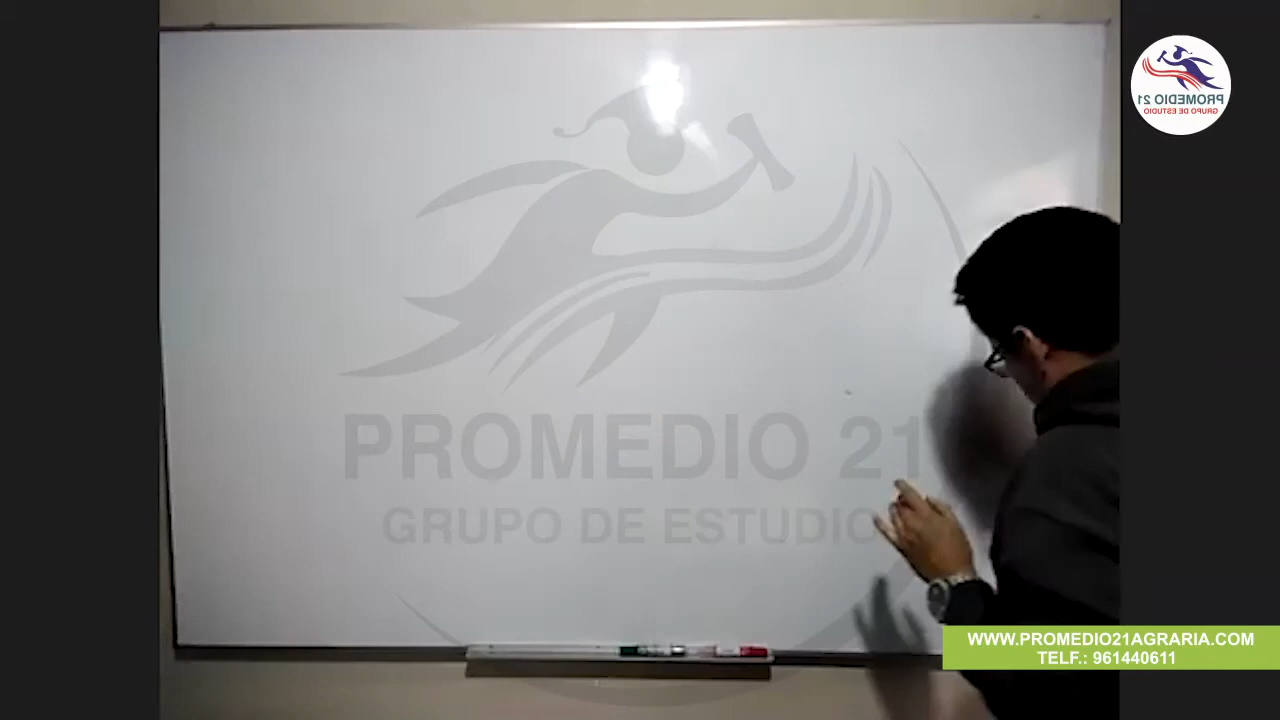 PROMEDIO 21
GRUPO DE ESTUDIO
PROMEDIO 21
GRUPO DE ESTUDIO
WWW.PROMEDIO21AGRARIA.COM
TELF.: 961440611